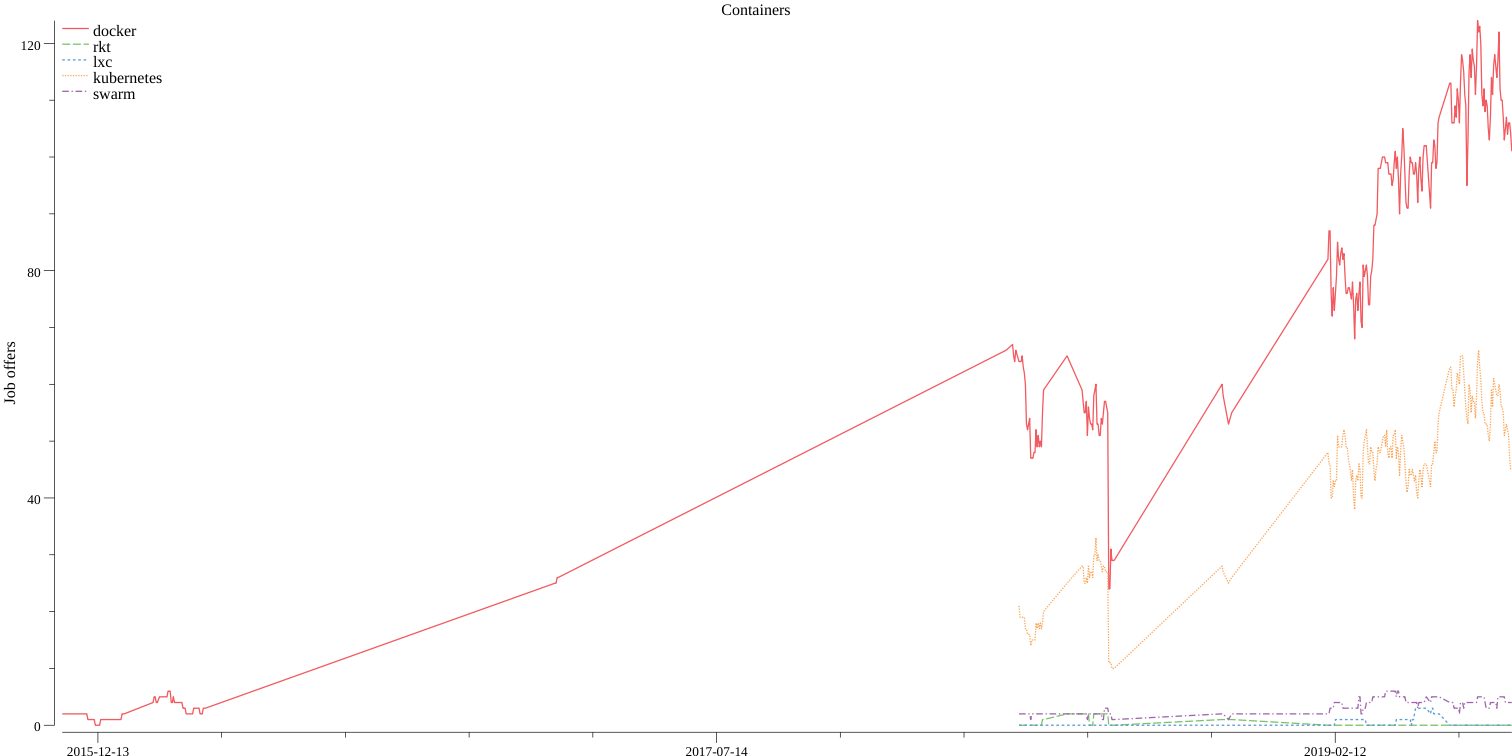 Containers
docker
rkt
lxc
kubernetes
swarm
120
80
40
0
Job offers
2015-12-13
2017-07-14
2019-02-12